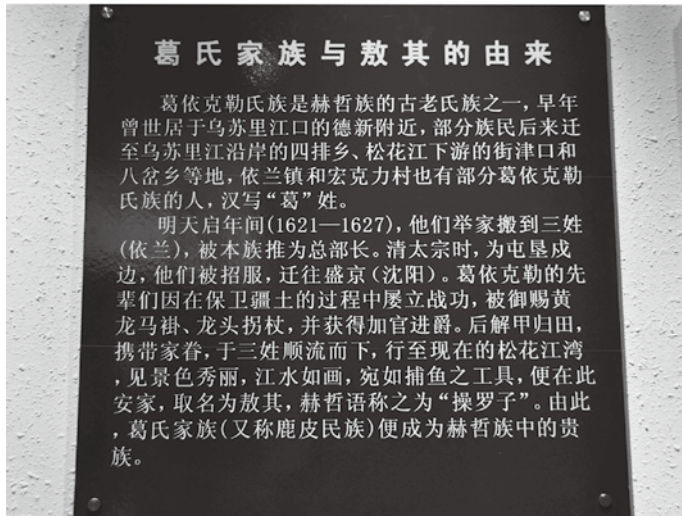 葛氏家族与敖其的由来
葛依克勒氏族是赫哲族的古老氏族之一，早年
曾世居于乌苏里江口的德新附近，部分族民后来迁
至乌苏里江沿岸的四排乡、松花江下游的街津口和
八岔乡等地，依兰镇和宏克力村也有部分葛依克勒
氏族的人，汉写“葛”姓。
明天启年间(1621—1627)，他们举家搬到三姓
(依兰)，被本族推为总部长。清太宗时，为屯垦戍
边，他们被招服，迁往盛京(沈阳)。葛依克勒的先
辈们因在保卫疆土的过程中屡立战功，被御赐黄
龙马褂、龙头拐杖，并获得加官进爵。后解甲归田，
携带家眷，于三姓顺流而下，行至现在的松花江湾
，见景色秀丽，江水如画，宛如捕鱼之工具，便在此
安家，取名为敖其，赫哲语称之为“操罗子”。由此
，葛氏家族(又称鹿皮民族)便成为赫哲族中的贵
族。